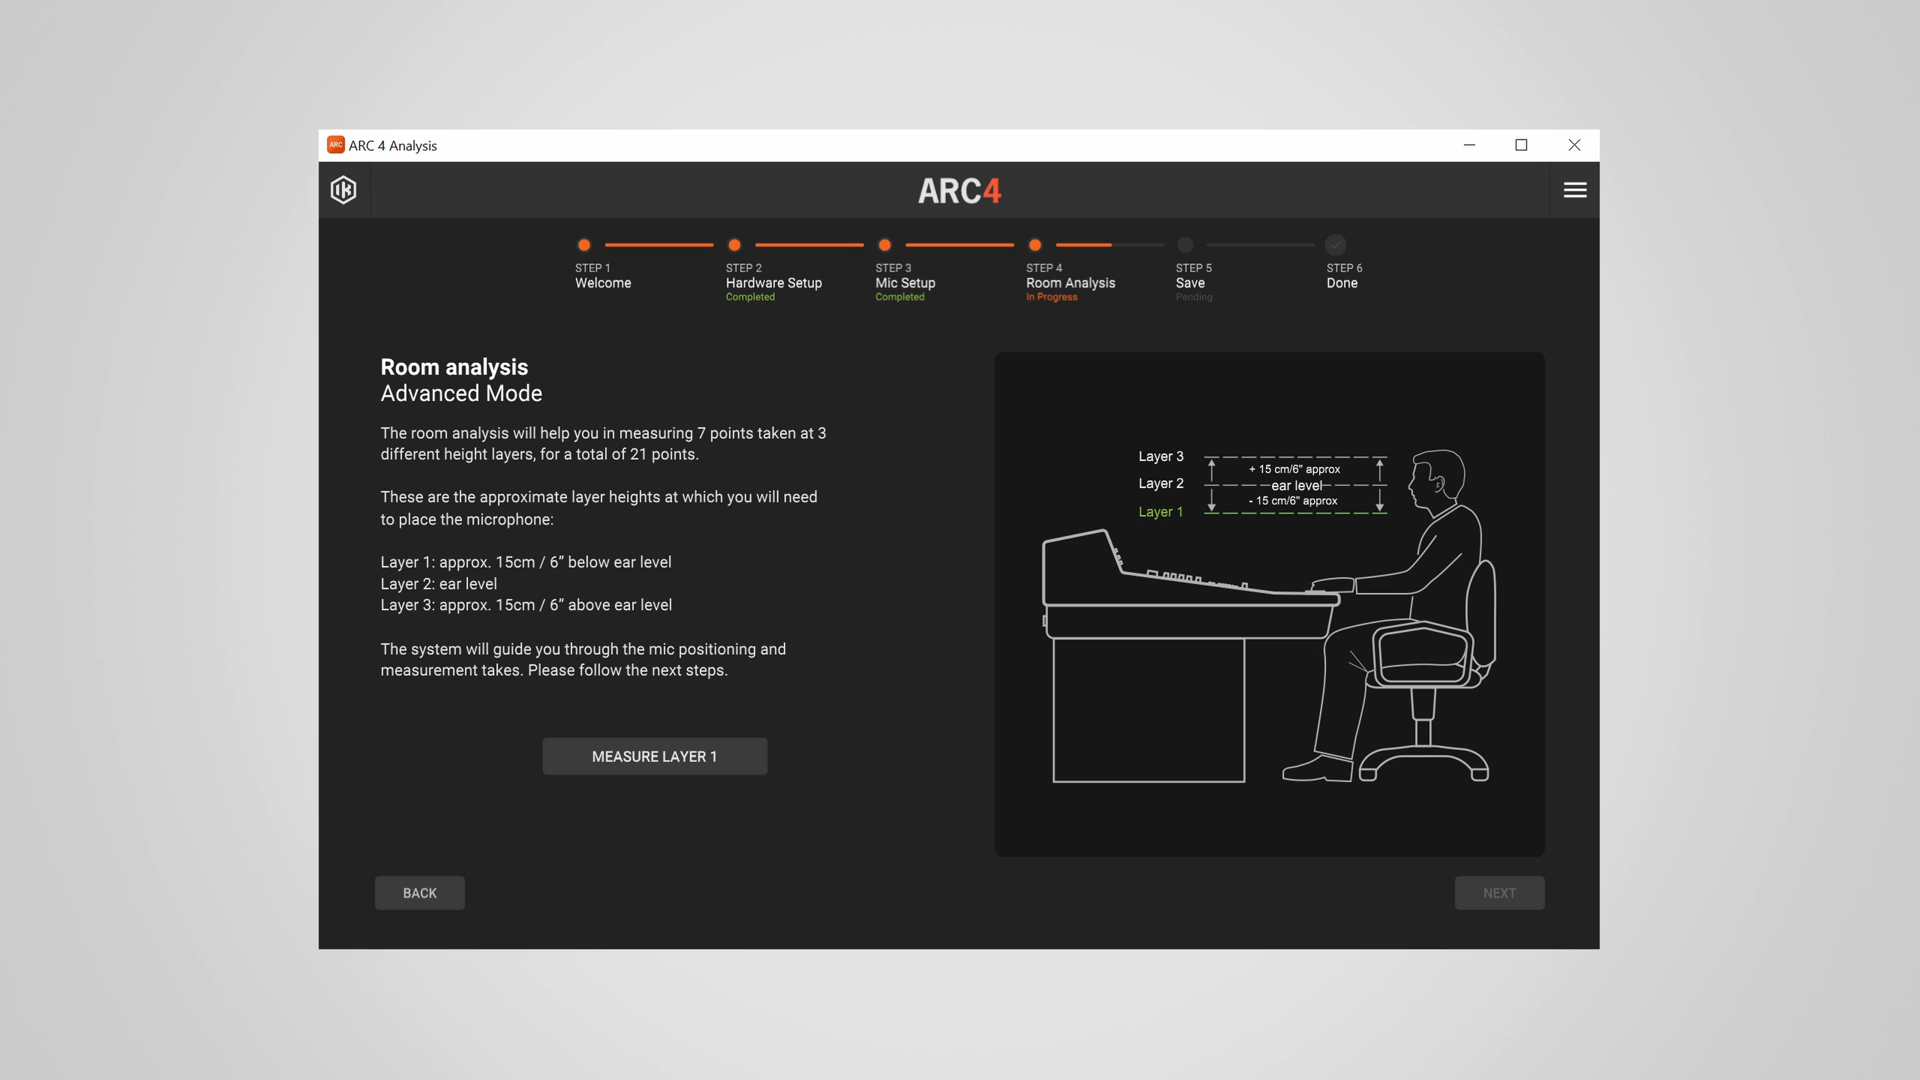 ARC ARC 4 Analysis
ARC4
STEP 1
Welcome
STEP 2
Hardware Setup
Completed
STEP 3
Mic Setup
Completed
STEP 4
Room Analysis
In Progress
STEP 5
Save
Pending
STEP 6
Done
Room analysis
Advanced Mode
The room analysis will help you in measuring 7 points taken at 3
different height layers, for a total of 21 points.
These are the approximate layer heights at which you will need
to place the microphone:
Layer 1: approx. 15cm / 6” below ear level
Layer 2: ear level
Layer 3: approx. 15cm / 6” above ear level
The system will guide you through the mic positioning and
measurement takes. Please follow the next steps.
MEASURE LAYER 1
Layer 3
+ 15 cm/6" approx
Layer 2
ear level
- 15 cm/6" approx
Layer 1
BACK
NEXT